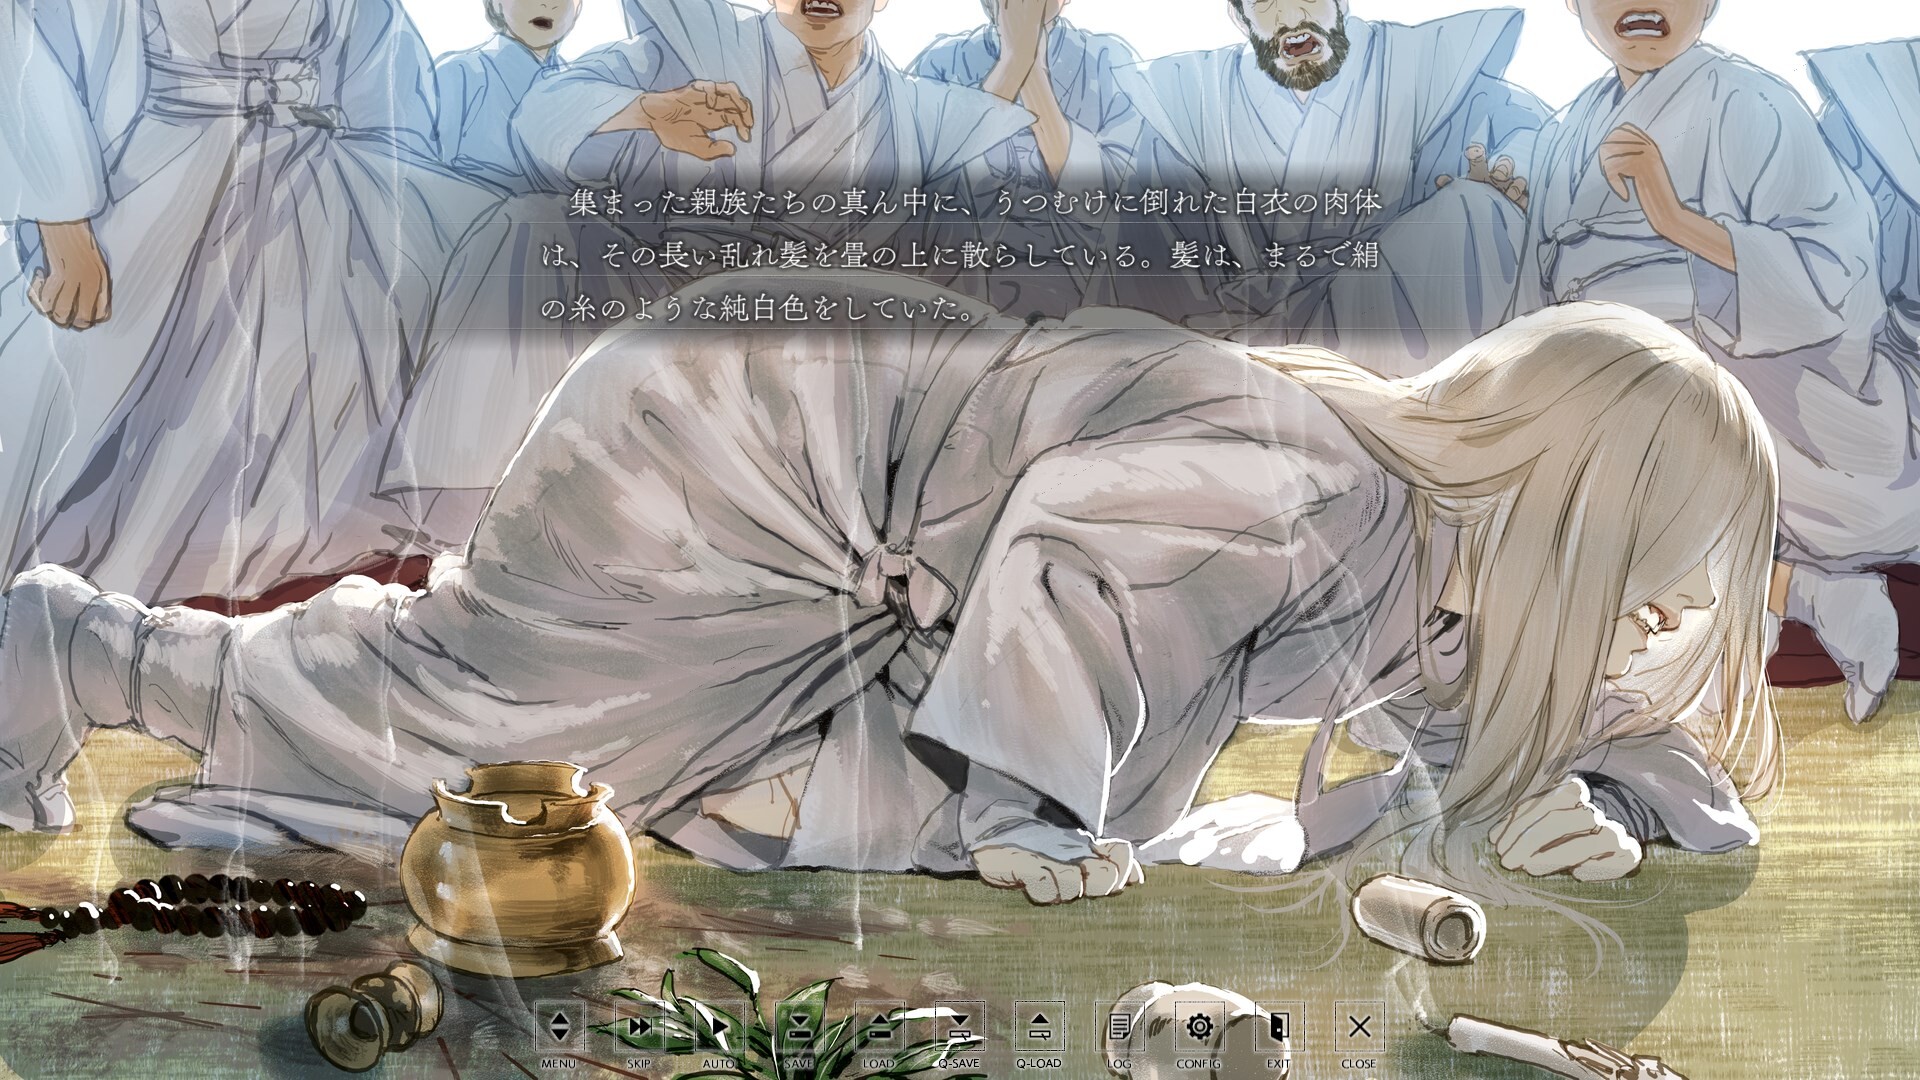 集まった親族たちの真ん中に、うつむけに倒れた白衣の肉体
は、その長い乱れ髪を畳の上に散らしている。髪は、まるで絹
の糸のような純白色をしていた。
MENU SKIP AUTO SAVE LOAD Q-SAVE Q-LOAD LOG CONFIG EXIT CLOSE